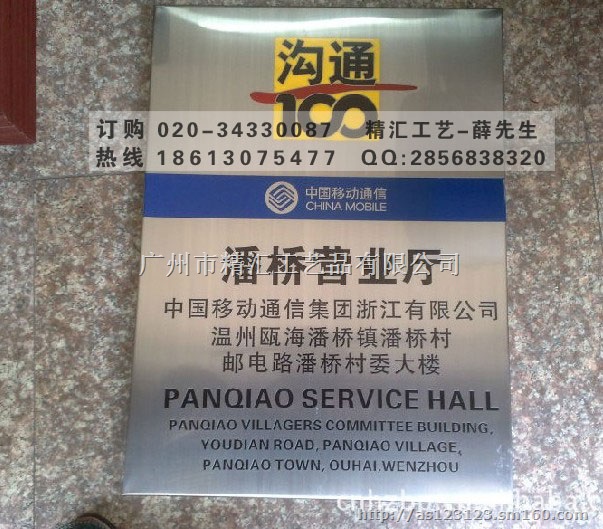 沟通
100
订购 020-34330087 精汇工艺-薛先生
热线 18613075477 QQ:2856838320
中国移动通信
CHINA MOBILE
潘桥营业厅
广州市精汇工艺品有限公司
中国移动通信集团浙江有限公司
温州瓯海潘桥镇潘桥村
邮电路潘桥村委大楼
PANQIAO SERVICE HALL
PANQIAO VILLAGERS COMMITTEE BUILDING,
YOUDIAN ROAD, PANQIAO VILLAGE,
PANQIAO TOWN, OUHAI.WENZHOU
http://as123123.sm160.com